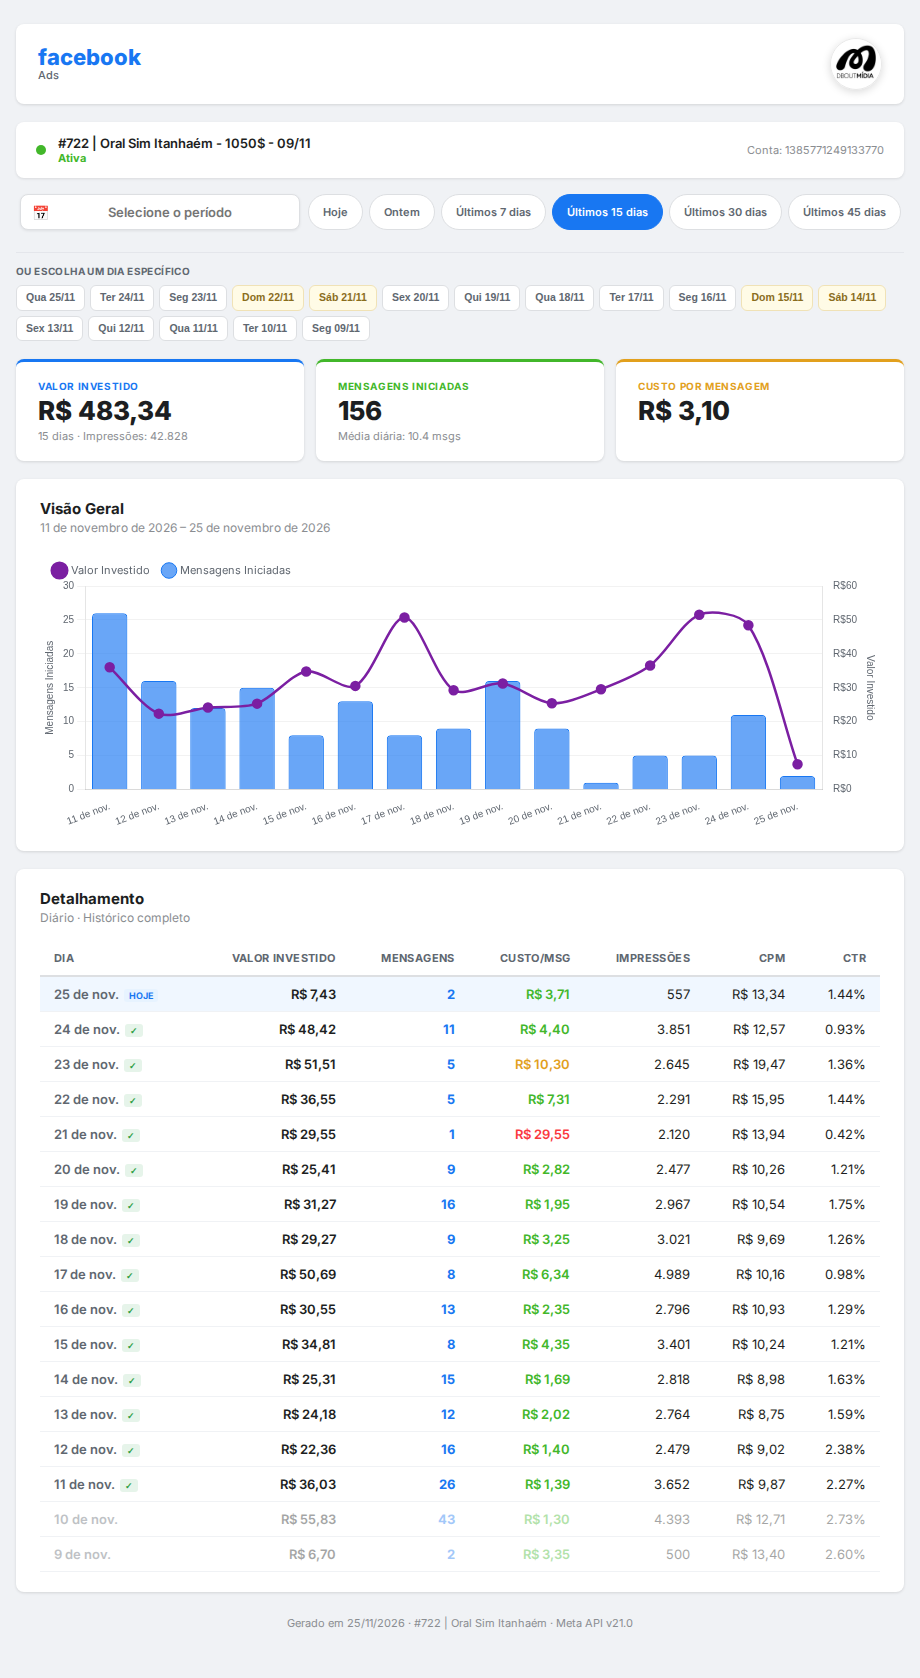 facebook
Ads
DBOUTMÍDIA
#722 | Oral Sim Itanhaém - 1050$ - 09/11
Ativa
Conta: 1385771249133770
📅 Selecione o período
Hoje
Ontem
Últimos 7 dias
Últimos 15 dias
Últimos 30 dias
Últimos 45 dias
OU ESCOLHA UM DIA ESPECÍFICO
Qua 25/11 Ter 24/11 Seg 23/11 Dom 22/11 Sáb 21/11 Sex 20/11 Qui 19/11 Qua 18/11 Ter 17/11 Seg 16/11 Dom 15/11 Sáb 14/11
Sex 13/11 Qui 12/11 Qua 11/11 Ter 10/11 Seg 09/11
VALOR INVESTIDO
R$ 483,34
15 dias · Impressões: 42.828
MENSAGENS INICIADAS
156
Média diária: 10.4 msgs
CUSTO POR MENSAGEM
R$ 3,10
Visão Geral
11 de novembro de 2026 – 25 de novembro de 2026
Valor Investido Mensagens Iniciadas
30 R$60
25 R$50
20 R$40
15 R$30
10 R$20
5 R$10
0 R$0
Mensagens Iniciadas
Valor Investido
11 de nov. 12 de nov. 13 de nov. 14 de nov. 15 de nov. 16 de nov. 17 de nov. 18 de nov. 19 de nov. 20 de nov. 21 de nov. 22 de nov. 23 de nov. 24 de nov. 25 de nov.
Detalhamento
Diário · Histórico completo
DIA VALOR INVESTIDO MENSAGENS CUSTO/MSG IMPRESSÕES CPM CTR
25 de nov. HOJE R$ 7,43 2 R$ 3,71 557 R$ 13,34 1.44%
24 de nov. ✓ R$ 48,42 11 R$ 4,40 3.851 R$ 12,57 0.93%
23 de nov. ✓ R$ 51,51 5 R$ 10,30 2.645 R$ 19,47 1.36%
22 de nov. ✓ R$ 36,55 5 R$ 7,31 2.291 R$ 15,95 1.44%
21 de nov. ✓ R$ 29,55 1 R$ 29,55 2.120 R$ 13,94 0.42%
20 de nov. ✓ R$ 25,41 9 R$ 2,82 2.477 R$ 10,26 1.21%
19 de nov. ✓ R$ 31,27 16 R$ 1,95 2.967 R$ 10,54 1.75%
18 de nov. ✓ R$ 29,27 9 R$ 3,25 3.021 R$ 9,69 1.26%
17 de nov. ✓ R$ 50,69 8 R$ 6,34 4.989 R$ 10,16 0.98%
16 de nov. ✓ R$ 30,55 13 R$ 2,35 2.796 R$ 10,93 1.29%
15 de nov. ✓ R$ 34,81 8 R$ 4,35 3.401 R$ 10,24 1.21%
14 de nov. ✓ R$ 25,31 15 R$ 1,69 2.818 R$ 8,98 1.63%
13 de nov. ✓ R$ 24,18 12 R$ 2,02 2.764 R$ 8,75 1.59%
12 de nov. ✓ R$ 22,36 16 R$ 1,40 2.479 R$ 9,02 2.38%
11 de nov. ✓ R$ 36,03 26 R$ 1,39 3.652 R$ 9,87 2.27%
10 de nov. R$ 55,83 43 R$ 1,30 4.393 R$ 12,71 2.73%
9 de nov. R$ 6,70 2 R$ 3,35 500 R$ 13,40 2.60%
Gerado em 25/11/2026 · #722 | Oral Sim Itanhaém · Meta API v21.0